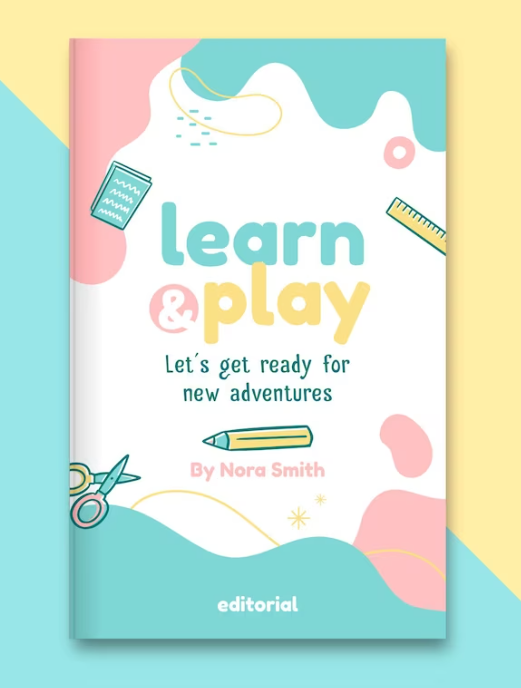 learn
&play
Let's get ready for
new adventures
By Nora Smith
editorial